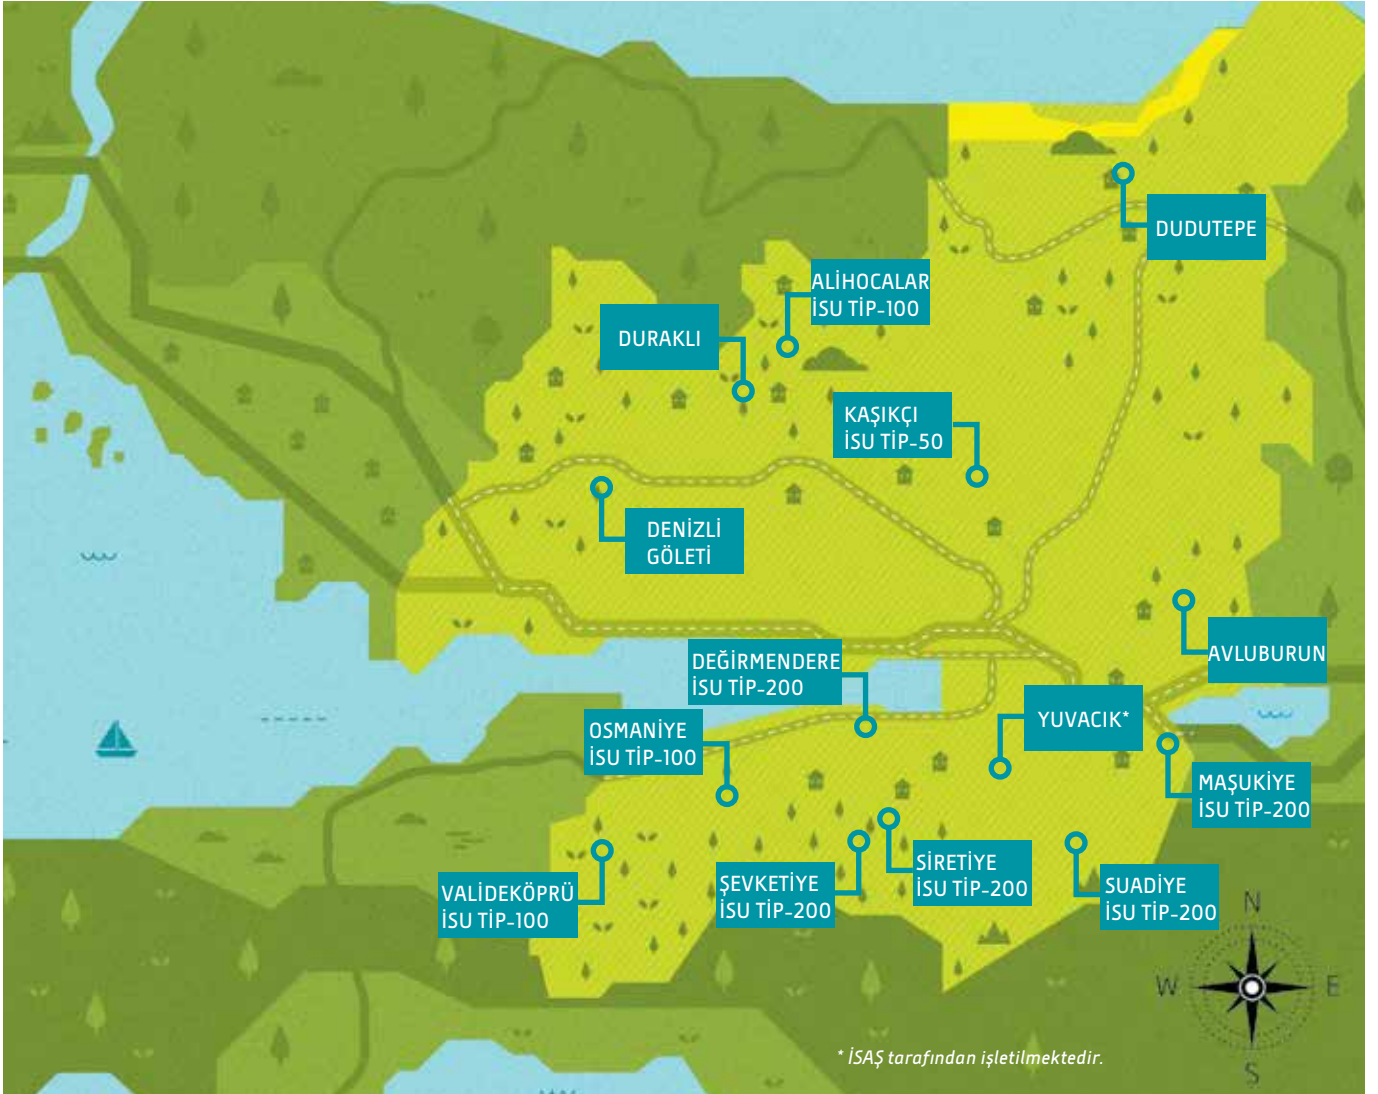 DUDUTEPE
ALİHOCALAR
İSU TİP-100
DURAKLI
KAŞIKÇI
İSU TİP-50
DENİZLİ
GÖLETİ
AVLUBURUN
DEĞİRMENDERE
İSU TİP-200
YUVACIK*
OSMANİYE
İSU TİP-100
MAŞUKİYE
İSU TİP-200
SİRETİYE
İSU TİP-200
ŞEVKETİYE
İSU TİP-200
SUADİYE
İSU TİP-200
VALİDEKÖPRÜ
İSU TİP-100
N
W
E
S
* İSAŞ tarafından işletilmektedir.